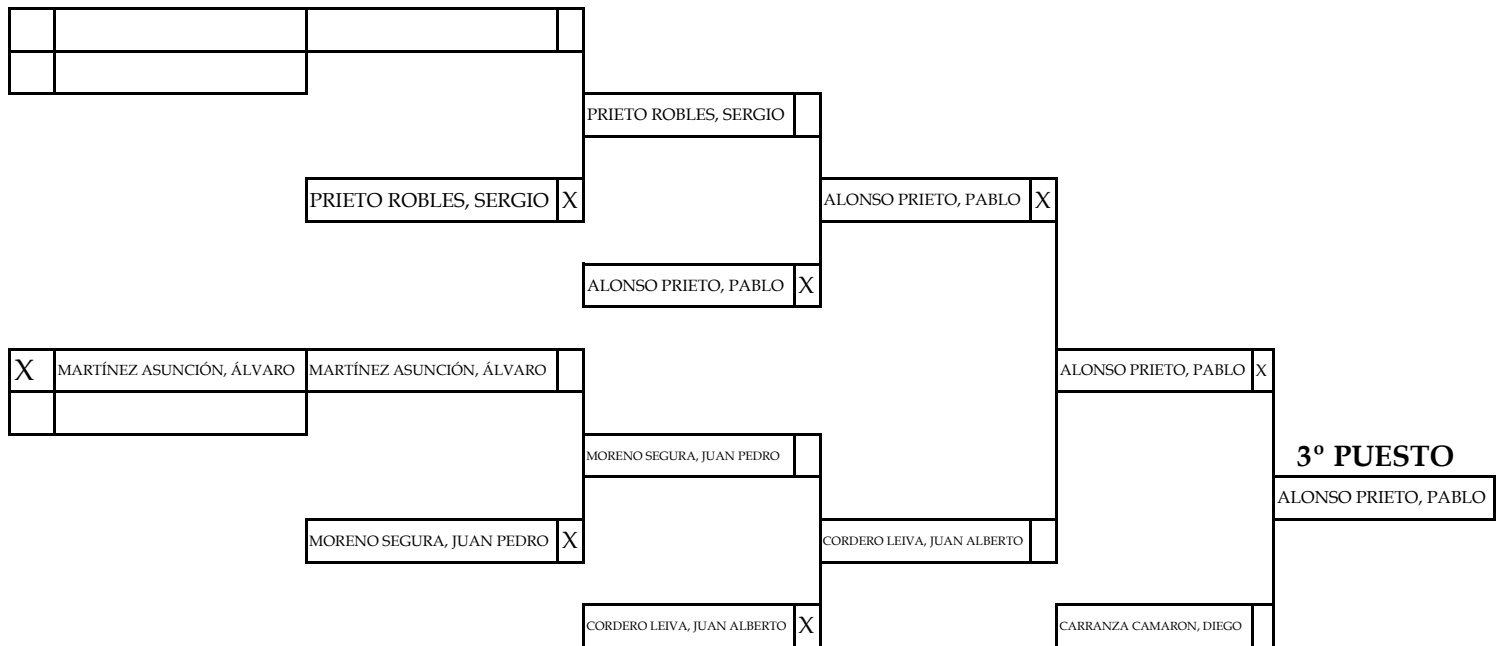 PRIETO ROBLES, SERGIO
PRIETO ROBLES, SERGIO X
ALONSO PRIETO, PABLO X
ALONSO PRIETO, PABLO X
X MARTÍNEZ ASUNCIÓN, ÁLVARO MARTÍNEZ ASUNCIÓN, ÁLVARO
ALONSO PRIETO, PABLO X
MORENO SEGURA, JUAN PEDRO
3º PUESTO
ALONSO PRIETO, PABLO
MORENO SEGURA, JUAN PEDRO X
CORDERO LEIVA, JUAN ALBERTO
CORDERO LEIVA, JUAN ALBERTO X
CARRANZA CAMARON, DIEGO